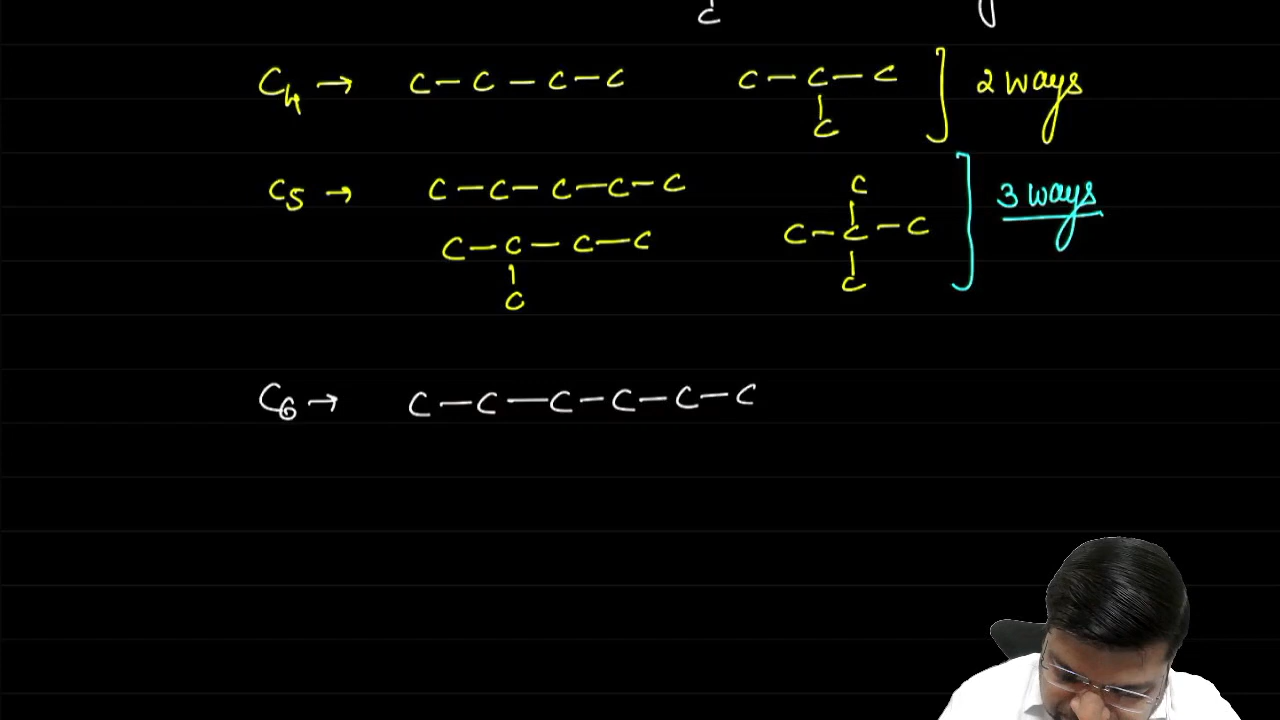 c
C4 → C – C – C – C C – C – C ] 2 ways
C
C5 → C – C – C – C – C C ] 3 ways
C – C – C – C C – C – C
C C
C6 → C – C – C – C – C – C